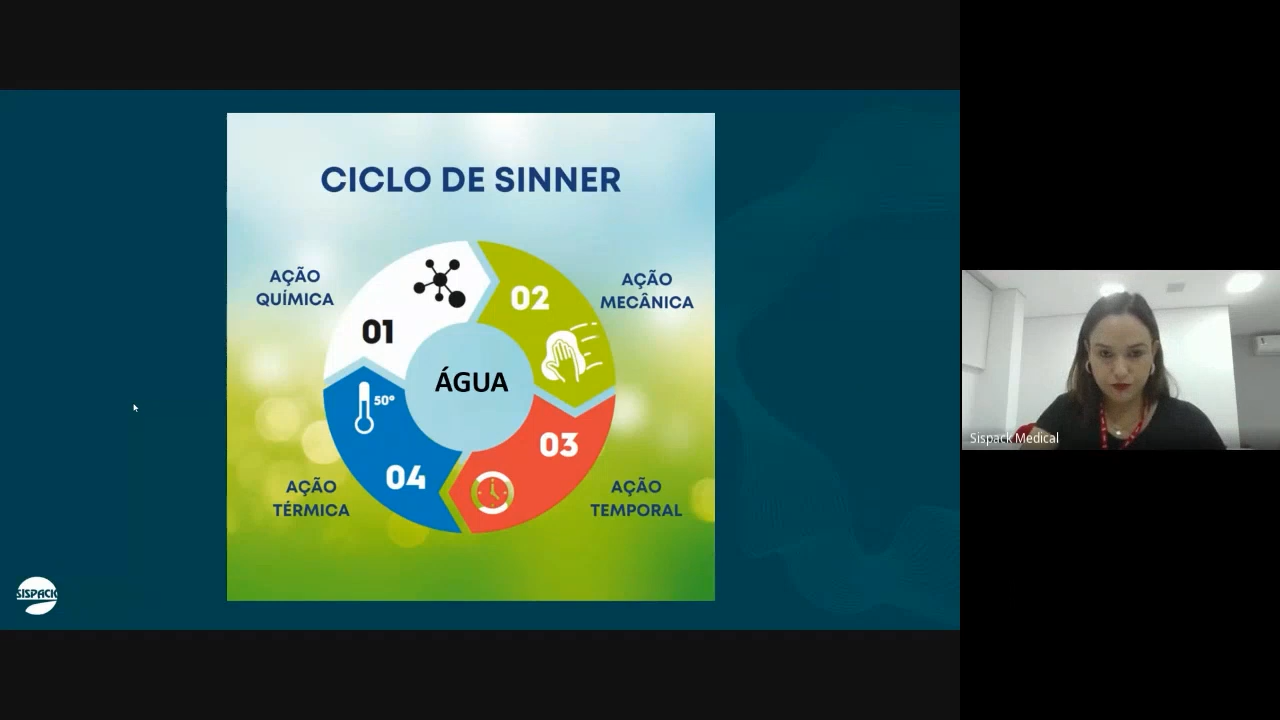 CICLO DE SINNER
AÇÃO
QUÍMICA
01
02
AÇÃO
MECÂNICA
ÁGUA
50°
04
AÇÃO
TÉRMICA
03
AÇÃO
TEMPORAL
SISPACK
Sispack Medical